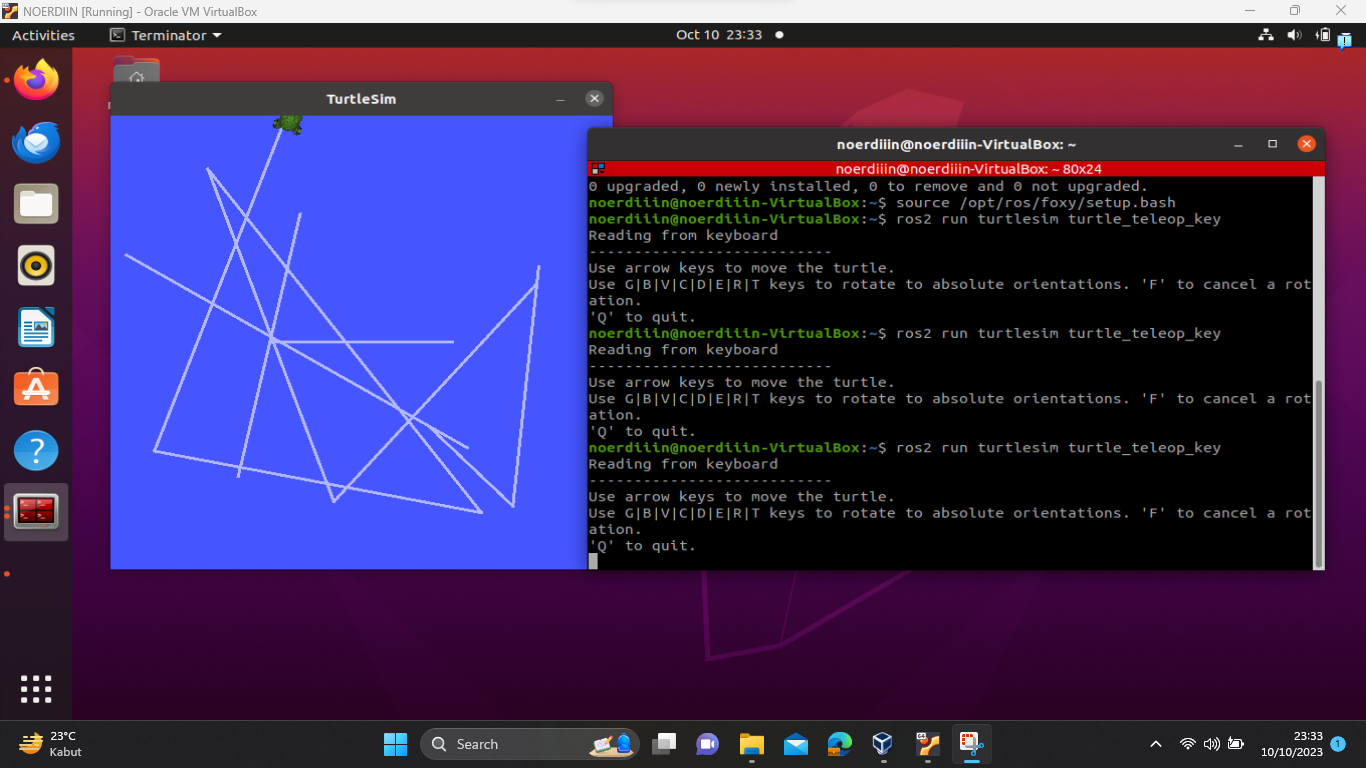 NOERDIIN [Running] - Oracle VM VirtualBox
Activities
Terminator
Oct 10 23:33
TurtleSim
noerdiiin@noerdiiin-VirtualBox: ~
noerdiiin@noerdiiin-VirtualBox: ~ 80x24
0 upgraded, 0 newly installed, 0 to remove and 0 not upgraded.
noerdiiin@noerdiiin-VirtualBox:~$ source /opt/ros/foxy/setup.bash
noerdiiin@noerdiiin-VirtualBox:~$ ros2 run turtlesim turtle_teleop_key
Reading from keyboard
---------------------------
Use arrow keys to move the turtle.
Use G|B|V|C|D|E|R|T keys to rotate to absolute orientations. 'F' to cancel a rot
ation.
'Q' to quit.
noerdiiin@noerdiiin-VirtualBox:~$ ros2 run turtlesim turtle_teleop_key
Reading from keyboard
---------------------------
Use arrow keys to move the turtle.
Use G|B|V|C|D|E|R|T keys to rotate to absolute orientations. 'F' to cancel a rot
ation.
'Q' to quit.
noerdiiin@noerdiiin-VirtualBox:~$ ros2 run turtlesim turtle_teleop_key
Reading from keyboard
---------------------------
Use arrow keys to move the turtle.
Use G|B|V|C|D|E|R|T keys to rotate to absolute orientations. 'F' to cancel a rot
ation.
'Q' to quit.
23°C
Kabut
Search
23:33
10/10/2023
1